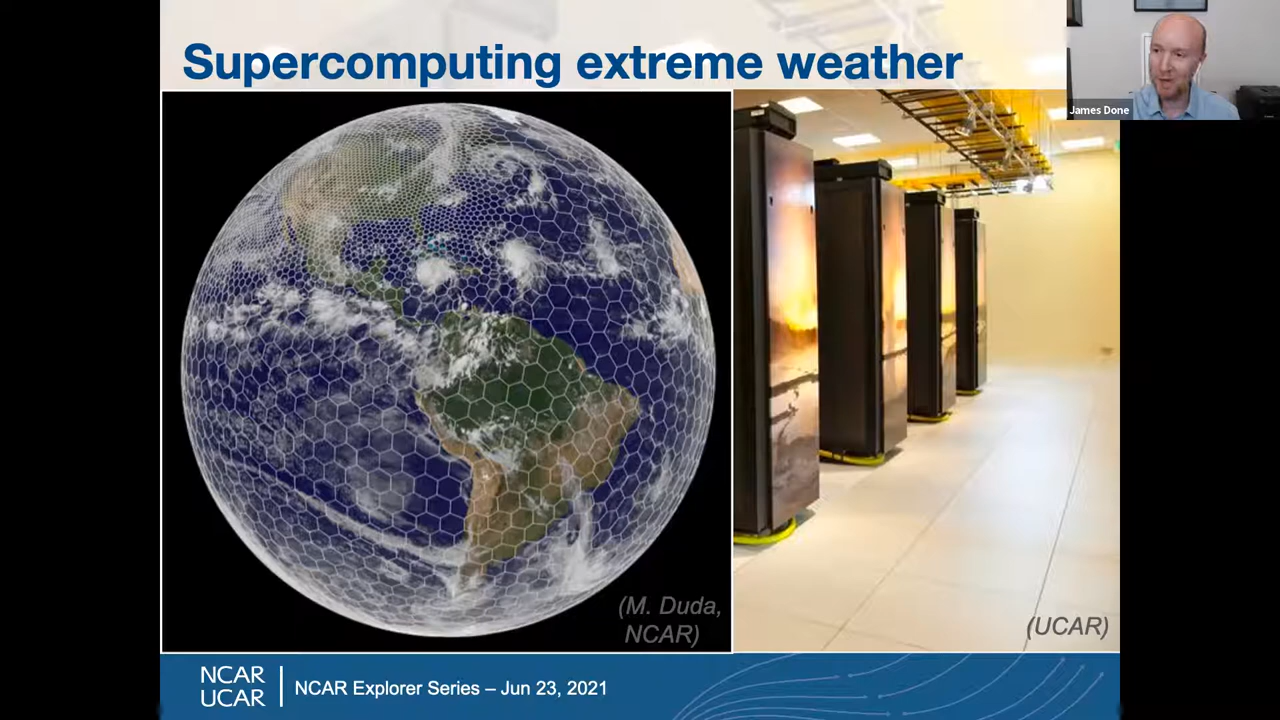 Supercomputing extreme weather
James Done
(M. Duda,
NCAR)
(UCAR)
NCAR
UCAR
NCAR Explorer Series – Jun 23, 2021